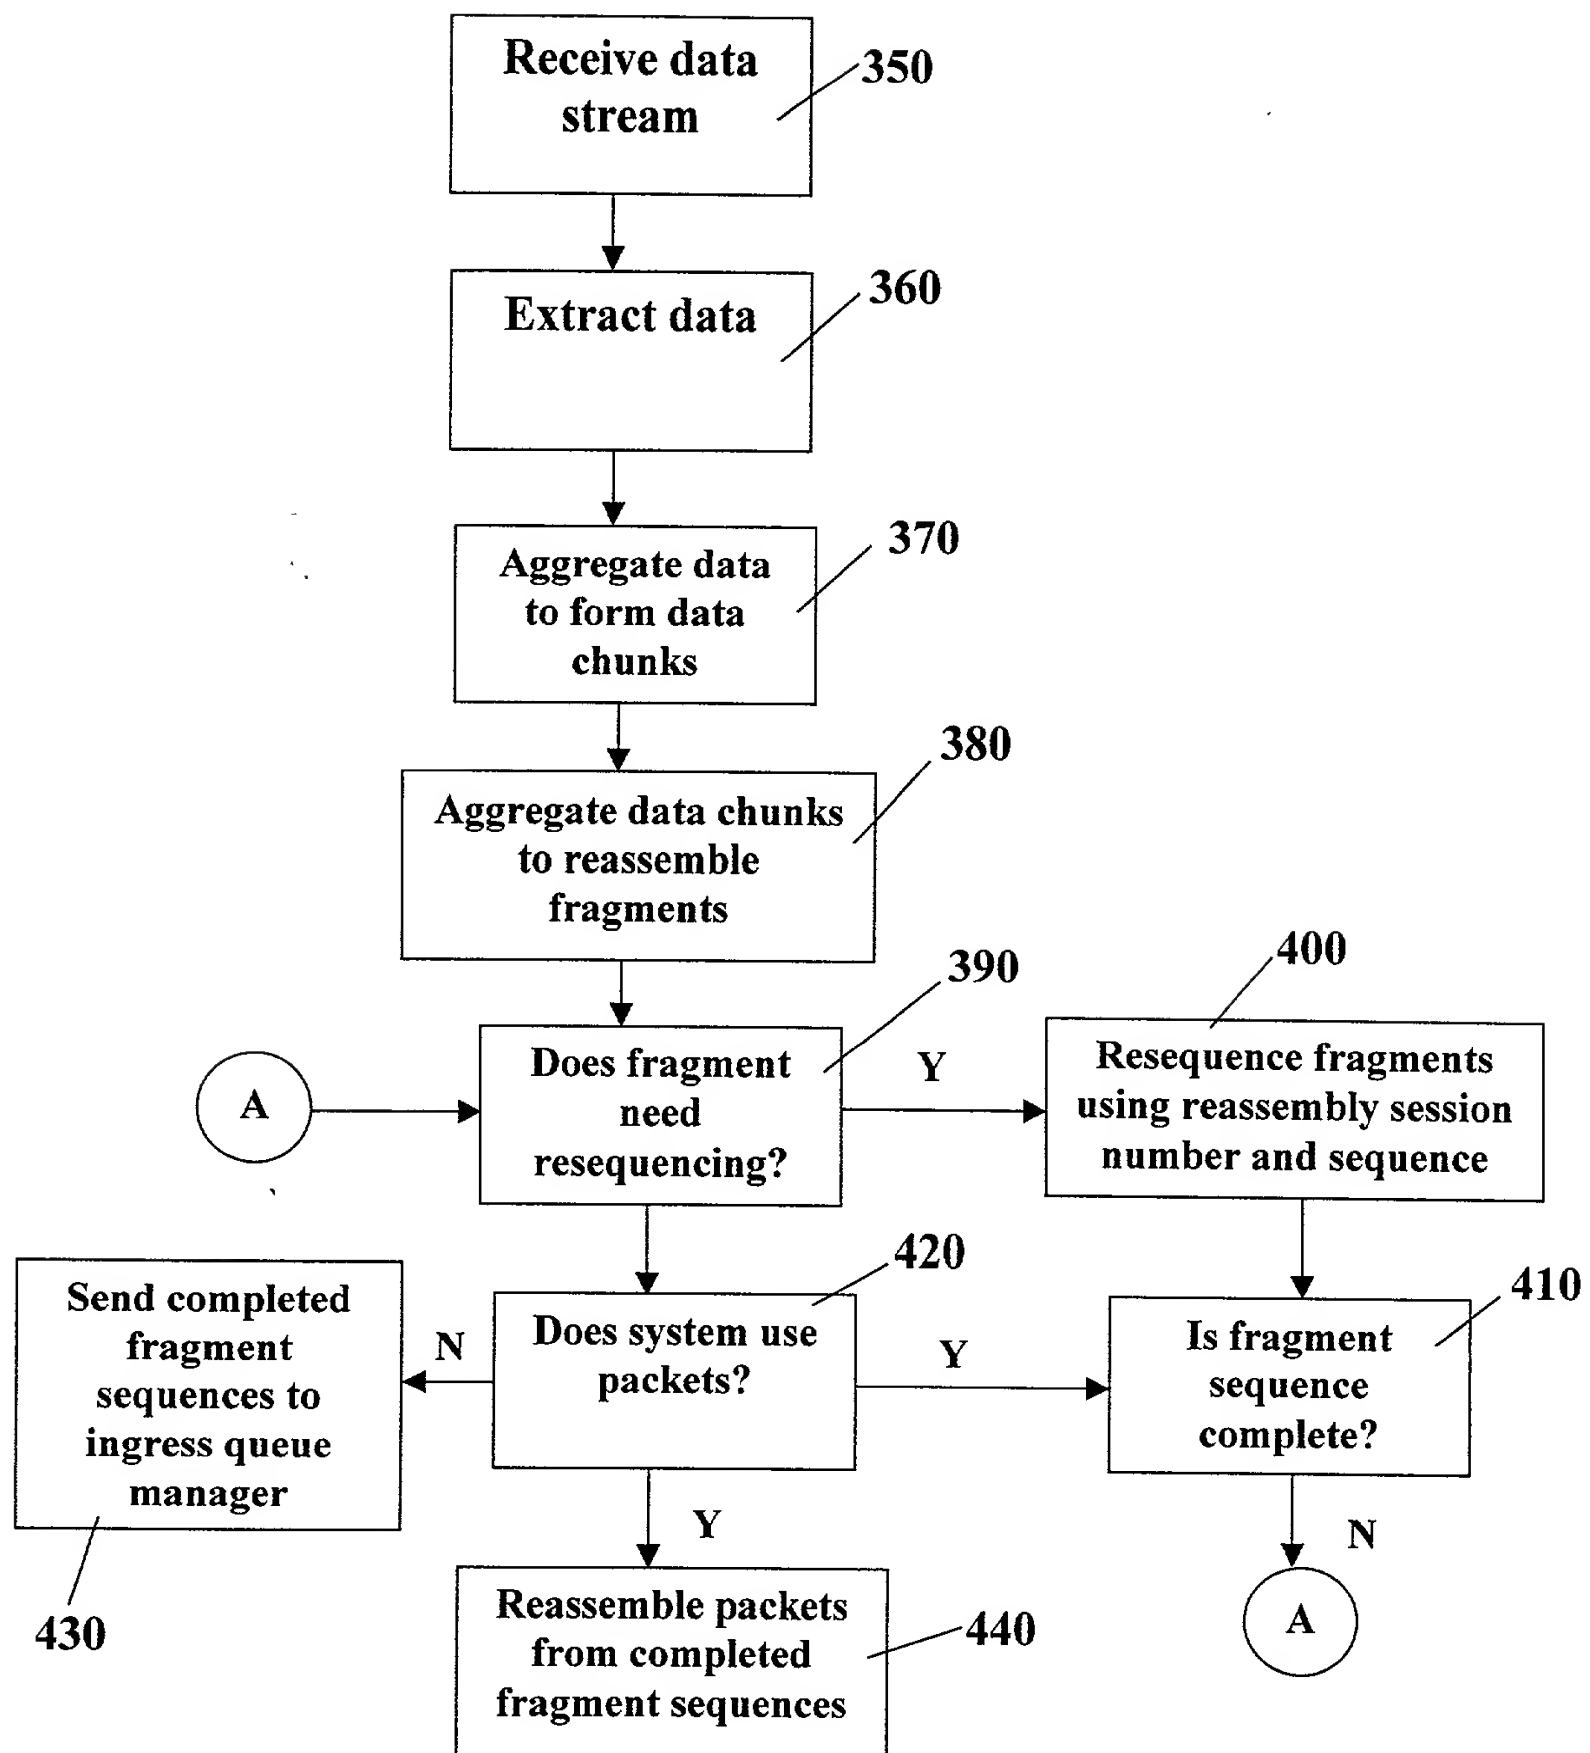 Receive data
stream
350
Extract data
360
Aggregate data
to form data
chunks
370
Aggregate data chunks
to reassemble
fragments
380
A
Does fragment
need
resequencing?
390
Y
Resequence fragments
using reassembly session
number and sequence
400
Send completed
fragment
sequences to
ingress queue
manager
430
N
Does system use
packets?
420
Y
Is fragment
sequence
complete?
410
Y
N
Reassemble packets
from completed
fragment sequences
440
A